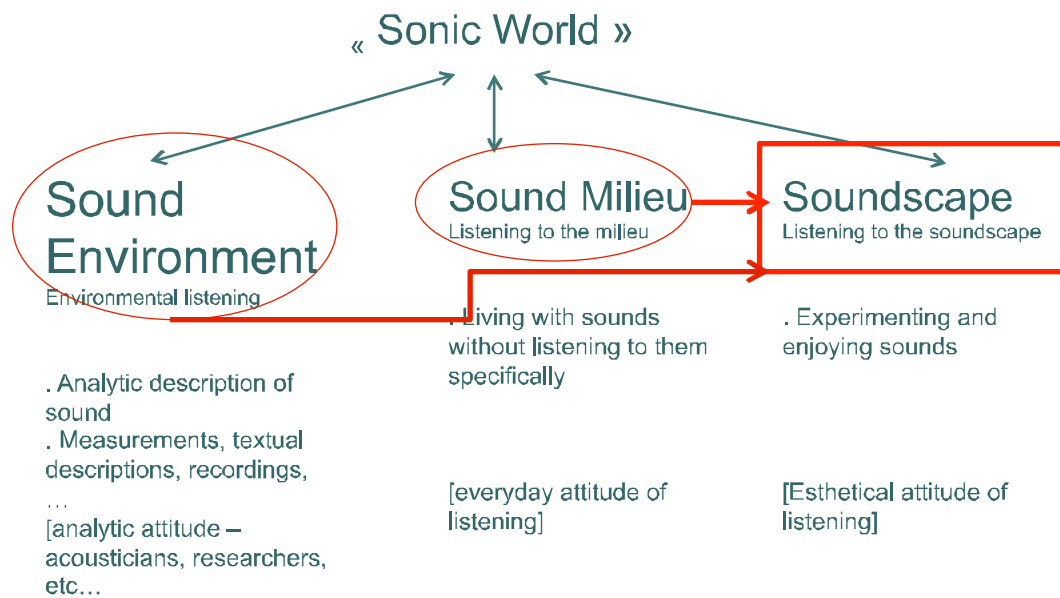 « Sonic World »
Sound
Environment
Environmental listening
. Analytic description of
sound
. Measurements, textual
descriptions, recordings,
…
[analytic attitude –
acousticians, researchers,
etc…
Sound Milieu
Listening to the milieu
. Living with sounds
without listening to them
specifically
[everyday attitude of
listening]
Soundscape
Listening to the soundscape
. Experimenting and
enjoying sounds
[Esthetical attitude of
listening]